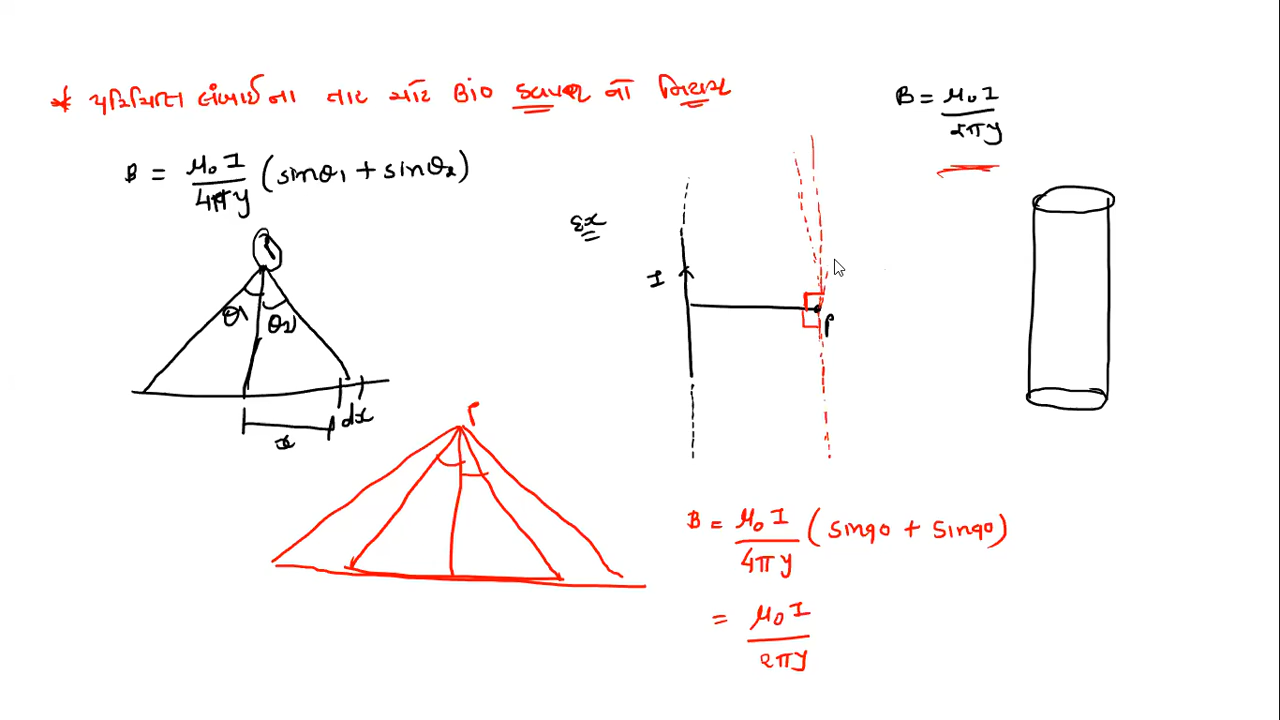 * પરિમિત લંબાઈ ના તાર માટે BiO સાવર્ટ નો નિયમ
B = μ₀I / 4πy (sinθ₁ + sinθ₂)
B = μ₀I / 2πy
Ex
I
P
θ₁ θ₂
x dx
P
B = μ₀I / 4πy (sin90 + sin90)
= μ₀I / 2πy